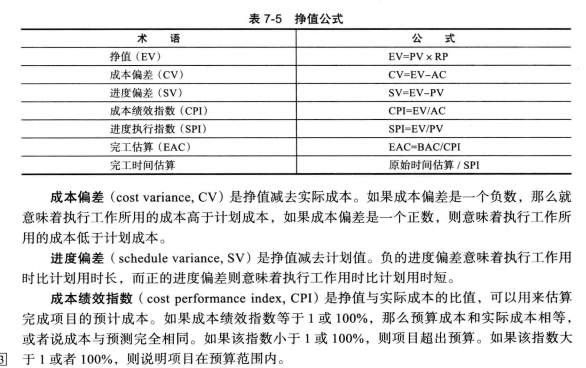 表 7-5 挣值公式
术 语 公 式
挣值（EV） EV=PV × RP
成本偏差（CV） CV=EV−AC
进度偏差（SV） SV=EV−PV
成本绩效指数（CPI） CPI=EV/AC
进度执行指数（SPI） SPI=EV/PV
完工估算（EAC） EAC=BAC/CPI
完工时间估算 原始时间估算 / SPI
成本偏差（cost variance, CV）是挣值减去实际成本。如果成本偏差是一个负数，那么就
意味着执行工作所用的成本高于计划成本，如果成本偏差是一个正数，则意味着执行工作所
用的成本低于计划成本。
进度偏差（schedule variance, SV）是挣值减去计划值。负的进度偏差意味着执行工作用
时比计划用时长，而正的进度偏差则意味着执行工作用时比计划用时短。
成本绩效指数（cost performance index, CPI）是挣值与实际成本的比值，可以用来估算
完成项目的预计成本。如果成本绩效指数等于 1 或 100%，那么预算成本和实际成本相等，
或者说成本与预测完全相同。如果该指数小于 1 或 100%，则项目超出预算。如果该指数大
于 1 或者 100%，则说明项目在预算范围内。